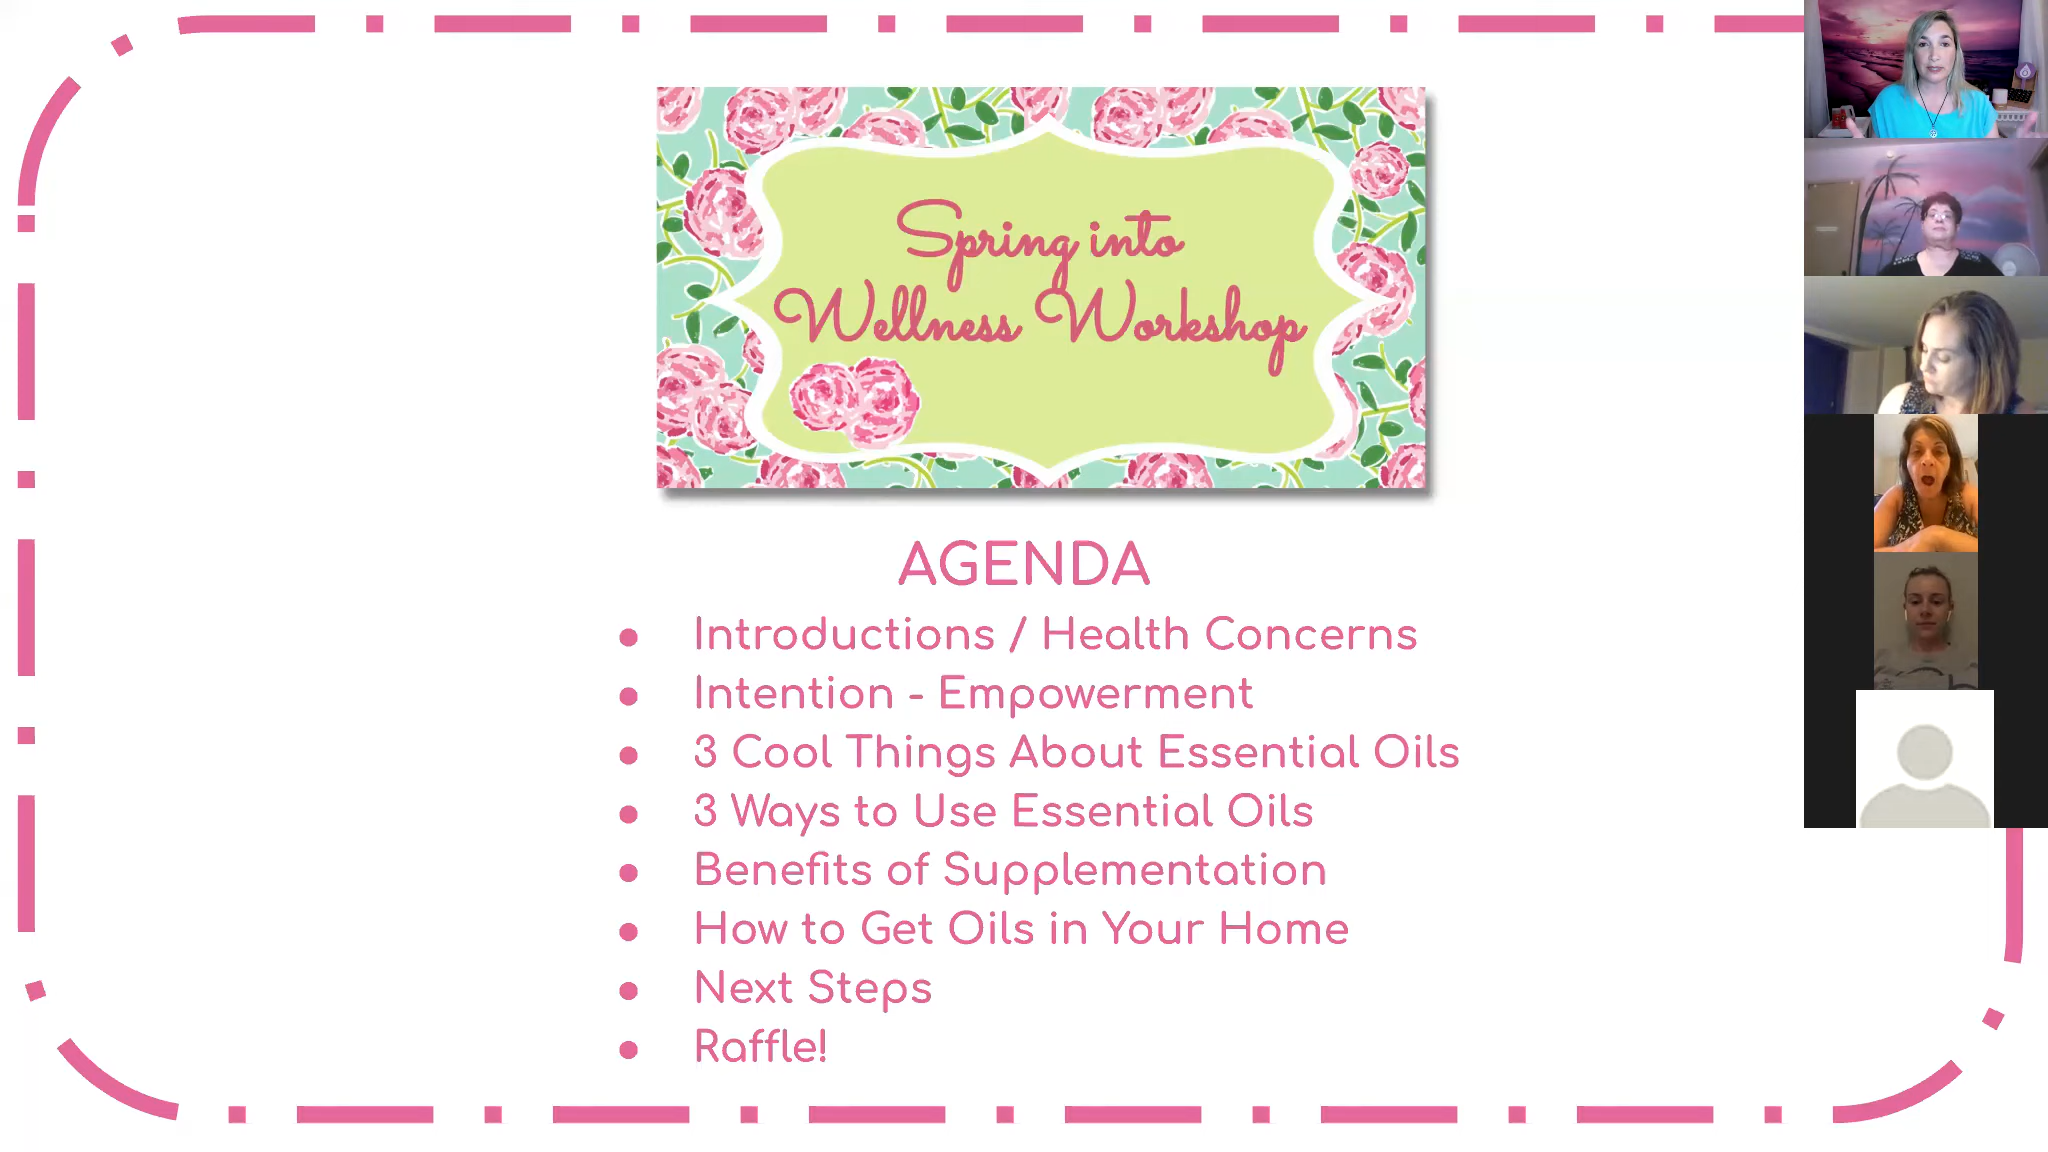 Spring into
Wellness Workshop
AGENDA
● Introductions / Health Concerns
● Intention - Empowerment
● 3 Cool Things About Essential Oils
● 3 Ways to Use Essential Oils
● Benefits of Supplementation
● How to Get Oils in Your Home
● Next Steps
● Raffle!